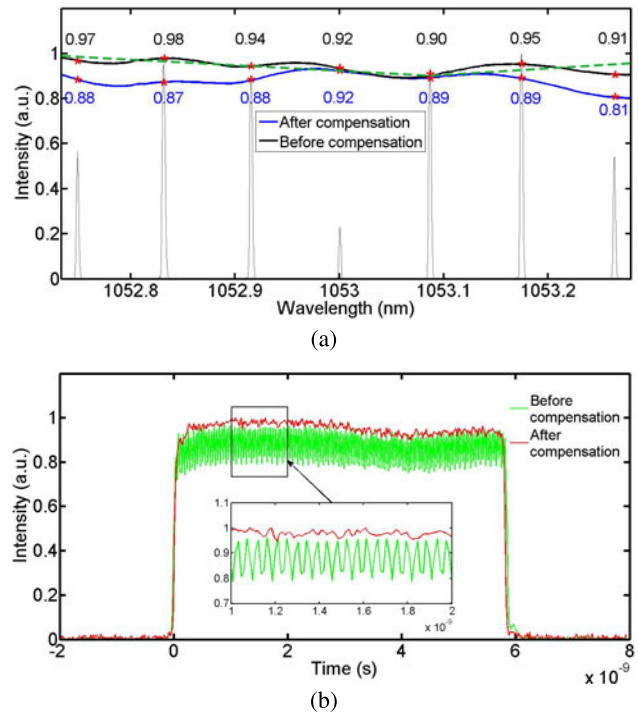 0.97 0.98 0.94 0.92 0.90 0.95 0.91
1
0.8
0.88 0.87 0.88 0.92 0.89 0.89 0.81
After compensation
Before compensation
0.6
0.4
0.2
0
Intensity (a.u.)
1052.8 1052.9 1053 1053.1 1053.2
Wavelength (nm)
(a)
1.2
1
0.8
0.6
0.4
0.2
0
Intensity (a.u.)
Before
compensation
After
compensation
1.1
1
0.9
0.8
0.7
1 1.2 1.4 1.6 1.8 2
x 10⁻⁹
-2 0 2 4 6 8
Time (s)
x 10⁻⁹
(b)